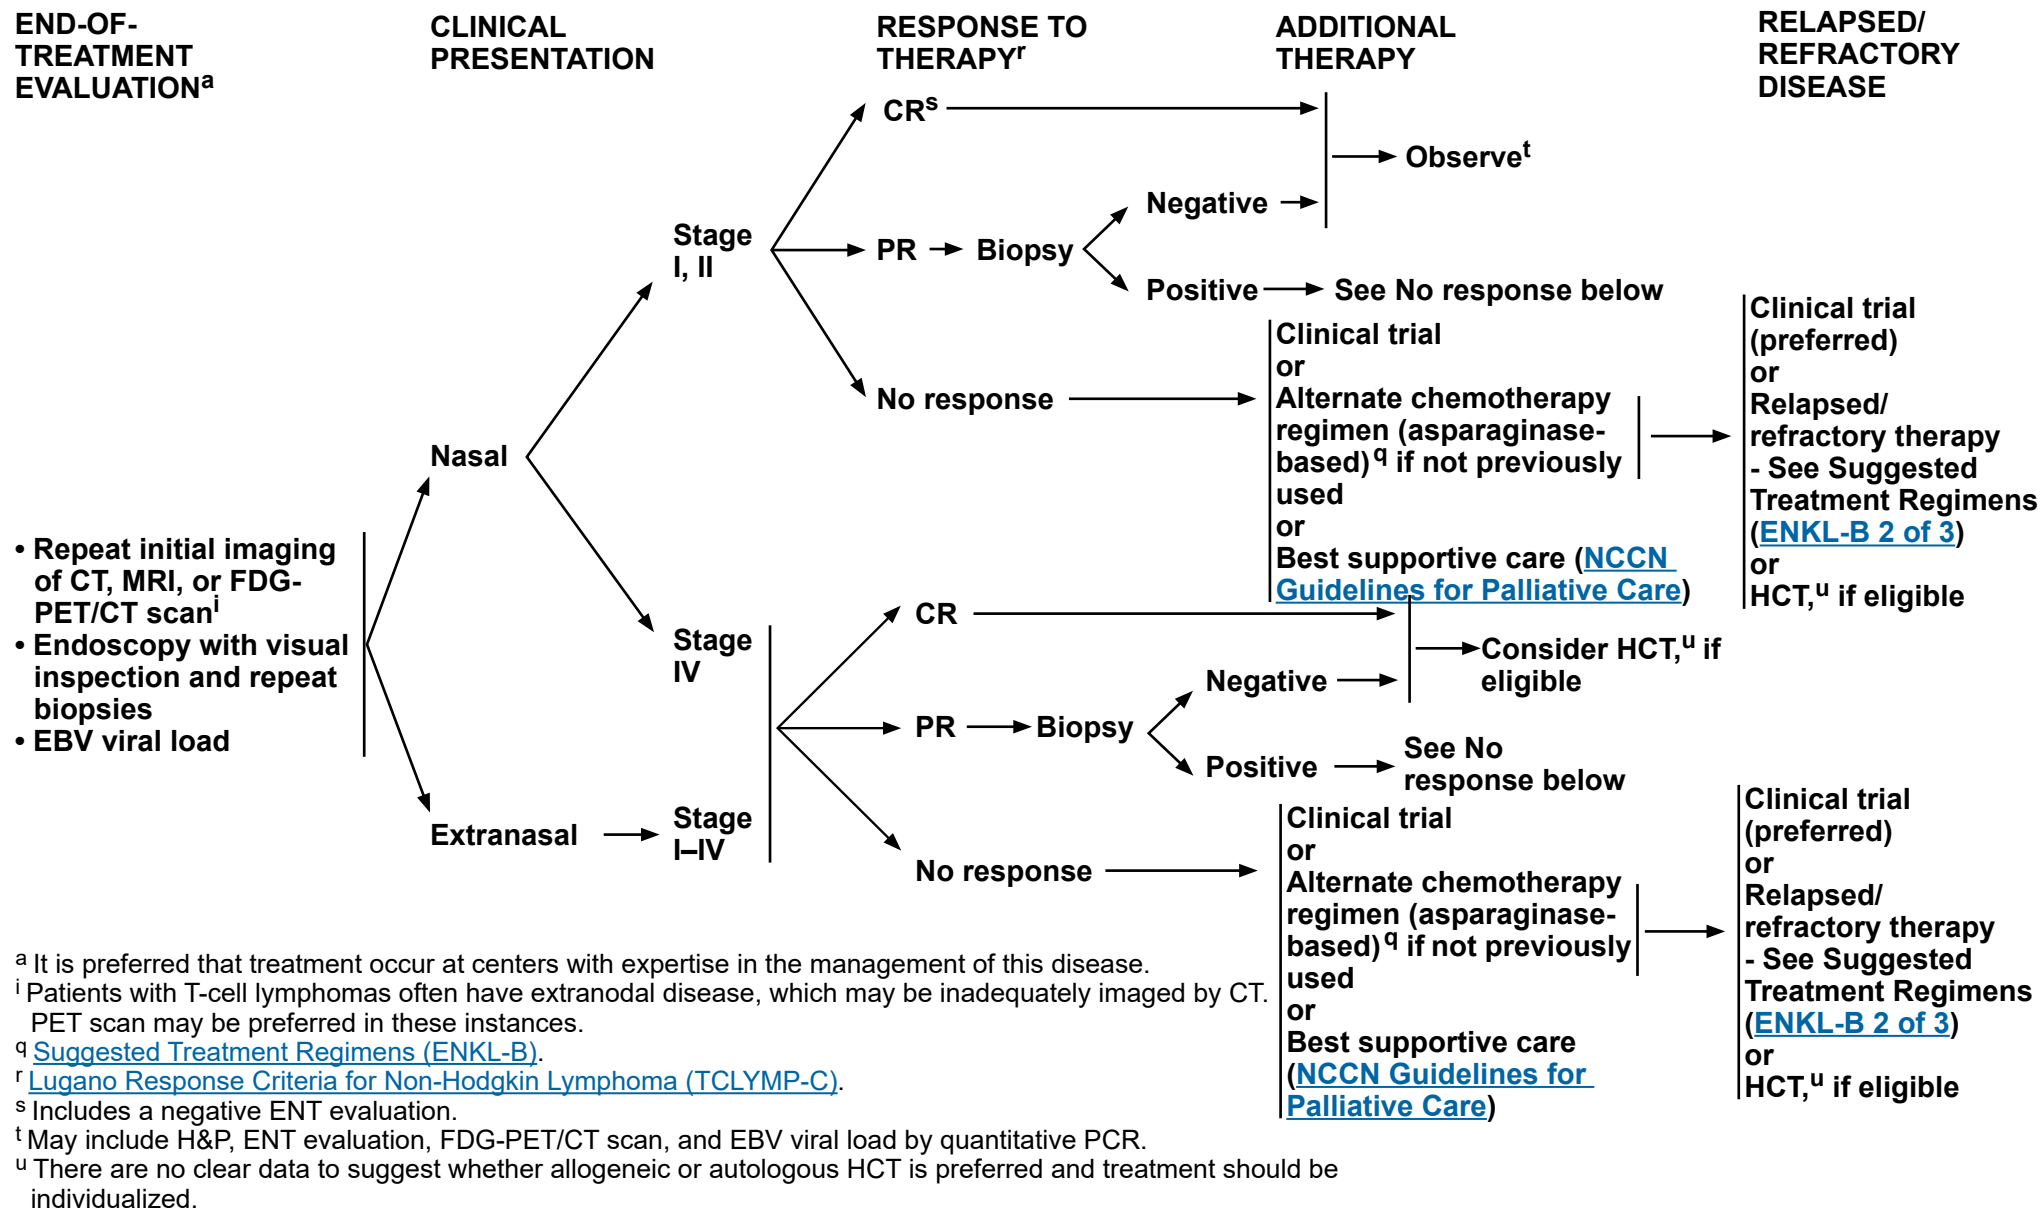 END-OF-
TREATMENT
EVALUATIONa
CLINICAL
PRESENTATION
RESPONSE TO
THERAPYr
ADDITIONAL
THERAPY
RELAPSED/
REFRACTORY
DISEASE
• Repeat initial imaging
of CT, MRI, or FDG-
PET/CT scani
• Endoscopy with visual
inspection and repeat
biopsies
• EBV viral load
Nasal
Stage
I, II
CRs
Observet
PR
Biopsy
Negative
Positive
See No response below
No response
Clinical trial
or
Alternate chemotherapy
regimen (asparaginase-
based)q if not previously
used
or
Best supportive care (NCCN
Guidelines for Palliative Care)
Clinical trial
(preferred)
or
Relapsed/
refractory therapy
- See Suggested
Treatment Regimens
(ENKL-B 2 of 3)
or
HCT,u if eligible
Stage
IV
Extranasal
Stage
I–IV
CR
Consider HCT,u if
eligible
PR
Biopsy
Negative
Positive
See No
response below
No response
Clinical trial
or
Alternate chemotherapy
regimen (asparaginase-
based)q if not previously
used
or
Best supportive care
(NCCN Guidelines for
Palliative Care)
Clinical trial
(preferred)
or
Relapsed/
refractory therapy
- See Suggested
Treatment Regimens
(ENKL-B 2 of 3)
or
HCT,u if eligible
a It is preferred that treatment occur at centers with expertise in the management of this disease.
i Patients with T-cell lymphomas often have extranodal disease, which may be inadequately imaged by CT.
PET scan may be preferred in these instances.
q Suggested Treatment Regimens (ENKL-B).
r Lugano Response Criteria for Non-Hodgkin Lymphoma (TCLYMP-C).
s Includes a negative ENT evaluation.
t May include H&P, ENT evaluation, FDG-PET/CT scan, and EBV viral load by quantitative PCR.
u There are no clear data to suggest whether allogeneic or autologous HCT is preferred and treatment should be
individualized.